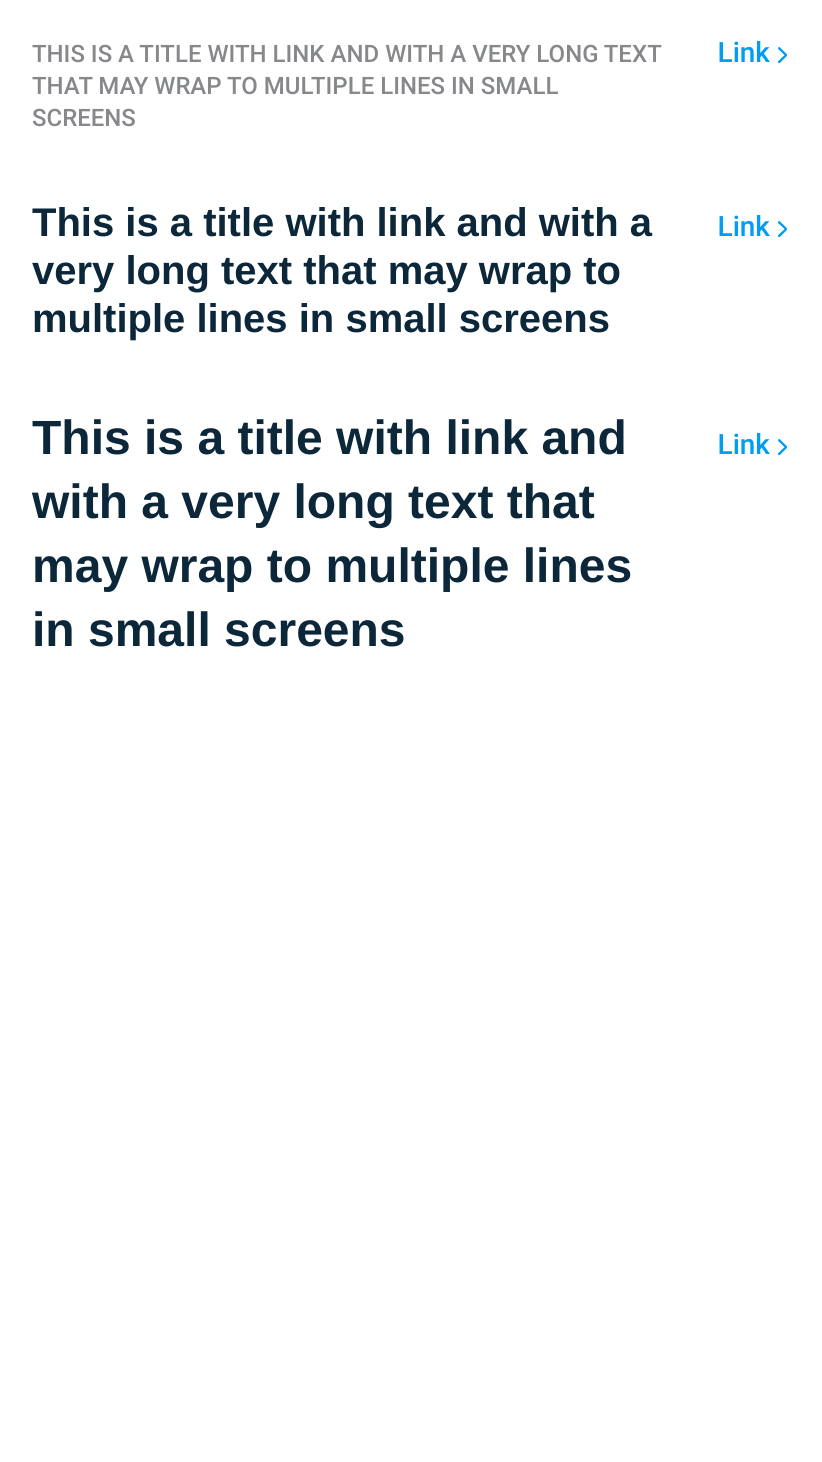 THIS IS A TITLE WITH LINK AND WITH A VERY LONG TEXT
THAT MAY WRAP TO MULTIPLE LINES IN SMALL
SCREENS
Link
This is a title with link and with a
very long text that may wrap to
multiple lines in small screens
Link
This is a title with link and
with a very long text that
may wrap to multiple lines
in small screens
Link